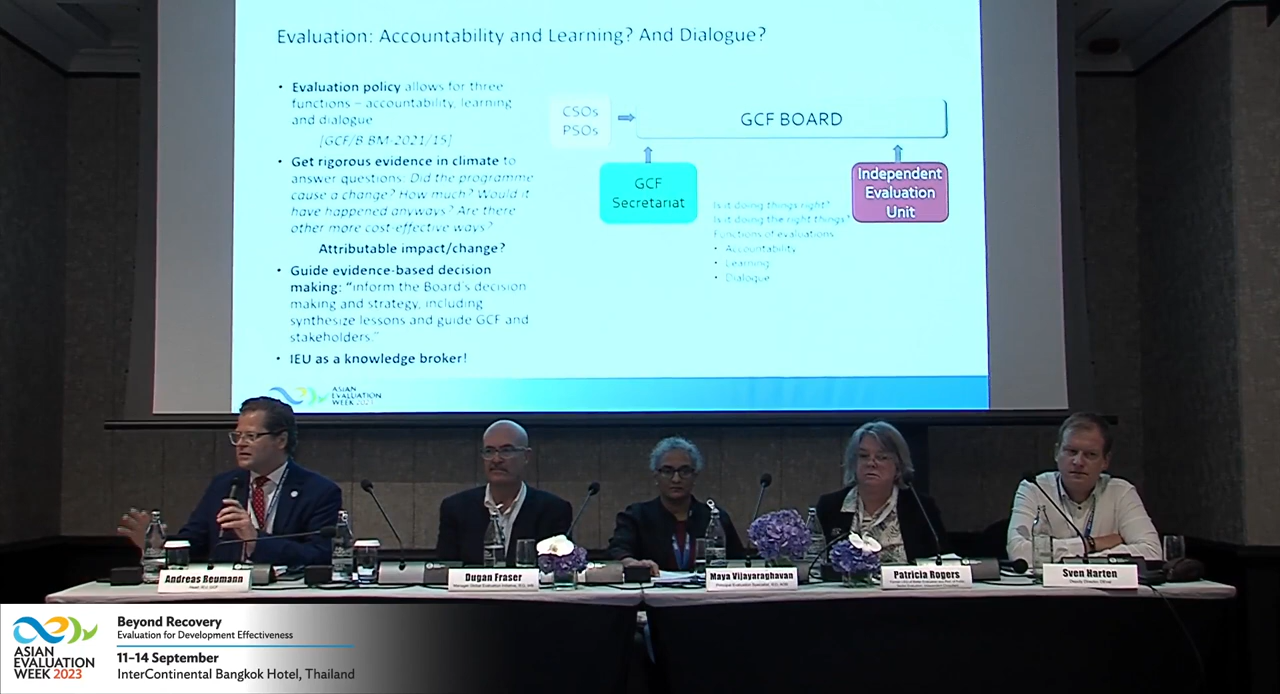 Evaluation: Accountability and Learning? And Dialogue?
• Evaluation policy allows for three
functions – accountability, learning
and dialogue
[GCF/B.BM-2021/15]
• Get rigorous evidence in climate to
answer questions: Did the programme
cause a change? How much? Would it
have happened anyways? Are there
other more cost-effective ways?
Attributable impact/change?
• Guide evidence-based decision
making: "inform the Board's decision
making and strategy, including
synthesize lessons and guide GCF and
stakeholders."
• IEU as a knowledge broker!
CSOs
PSOs
GCF BOARD
GCF
Secretariat
Independent
Evaluation
Unit
Is it doing things right?
Is it doing the right things?
Functions of evaluations
• Accountability
• Learning
• Dialogue
ASIAN
EVALUATION
WEEK 2023
Andreas Reumann
Dugan Fraser
Maya Vijayaraghavan
Patricia Rogers
Sven Harten
ASIAN
EVALUATION
WEEK 2023
Beyond Recovery
Evaluation for Development Effectiveness
11–14 September
InterContinental Bangkok Hotel, Thailand